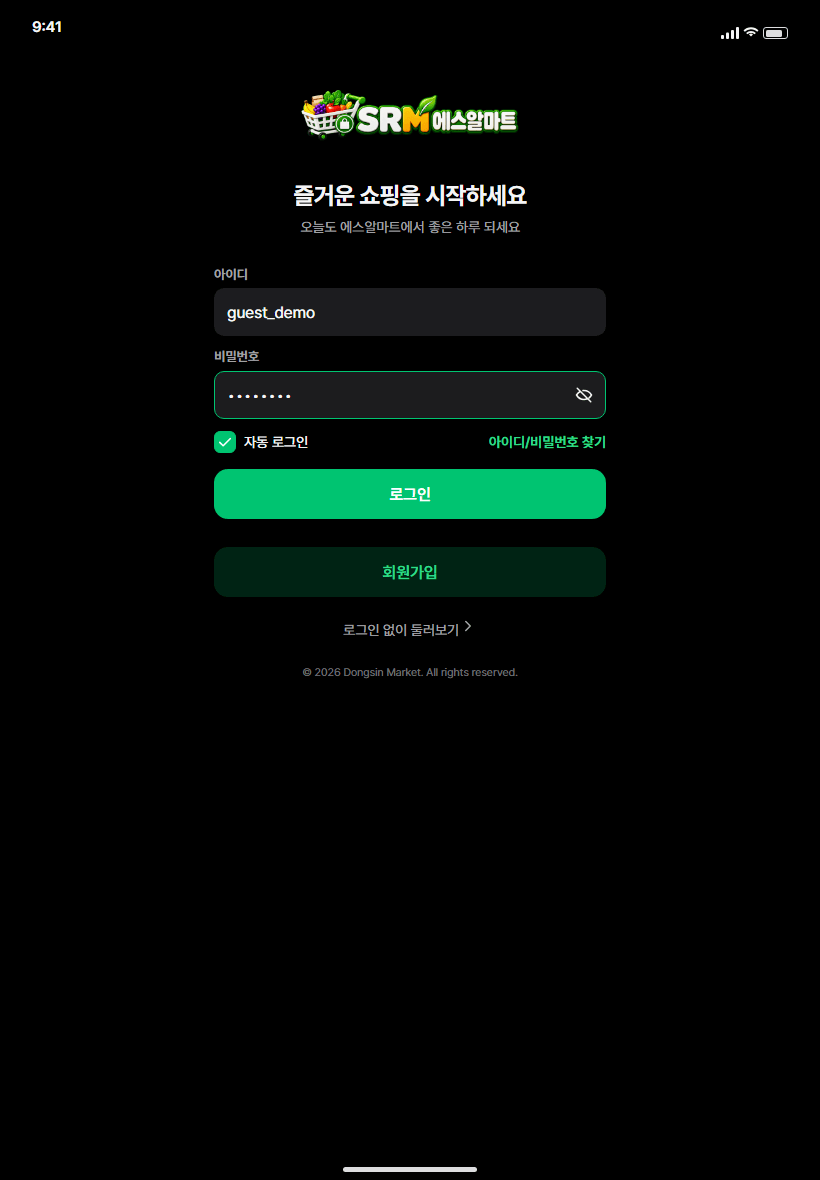 9:41
SRM 에스알마트
즐거운 쇼핑을 시작하세요
오늘도 에스알마트에서 좋은 하루 되세요
아이디
guest_demo
비밀번호
••••••••
자동 로그인 아이디/비밀번호 찾기
로그인
회원가입
로그인 없이 둘러보기
© 2026 Dongsin Market. All rights reserved.